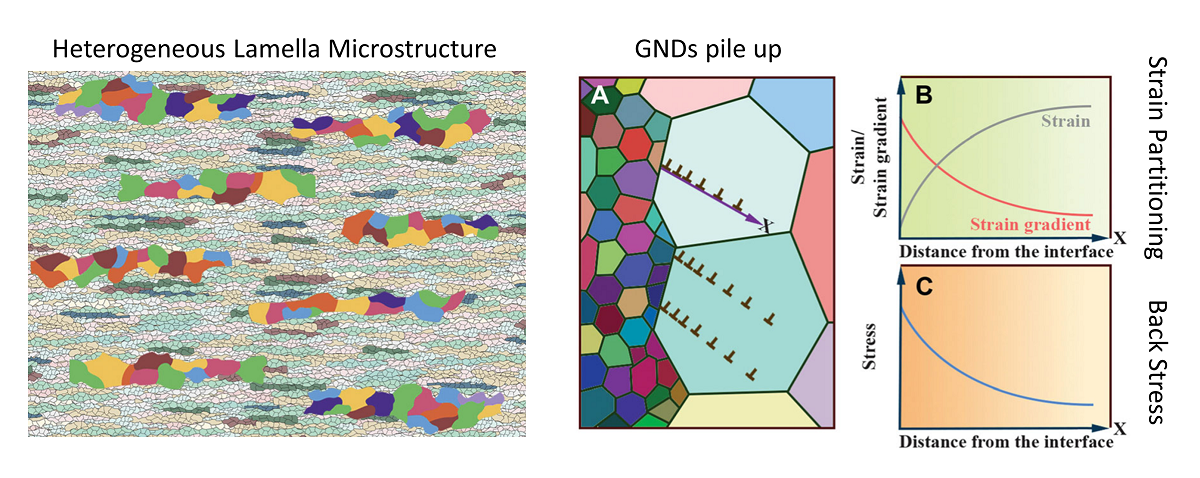 Heterogeneous Lamella Microstructure
GNDs pile up
A
X
B
Strain/
Strain gradient
Strain
Strain gradient
X
Distance from the interface
C
Stress
X
Distance from the interface
Strain Partitioning
Back Stress